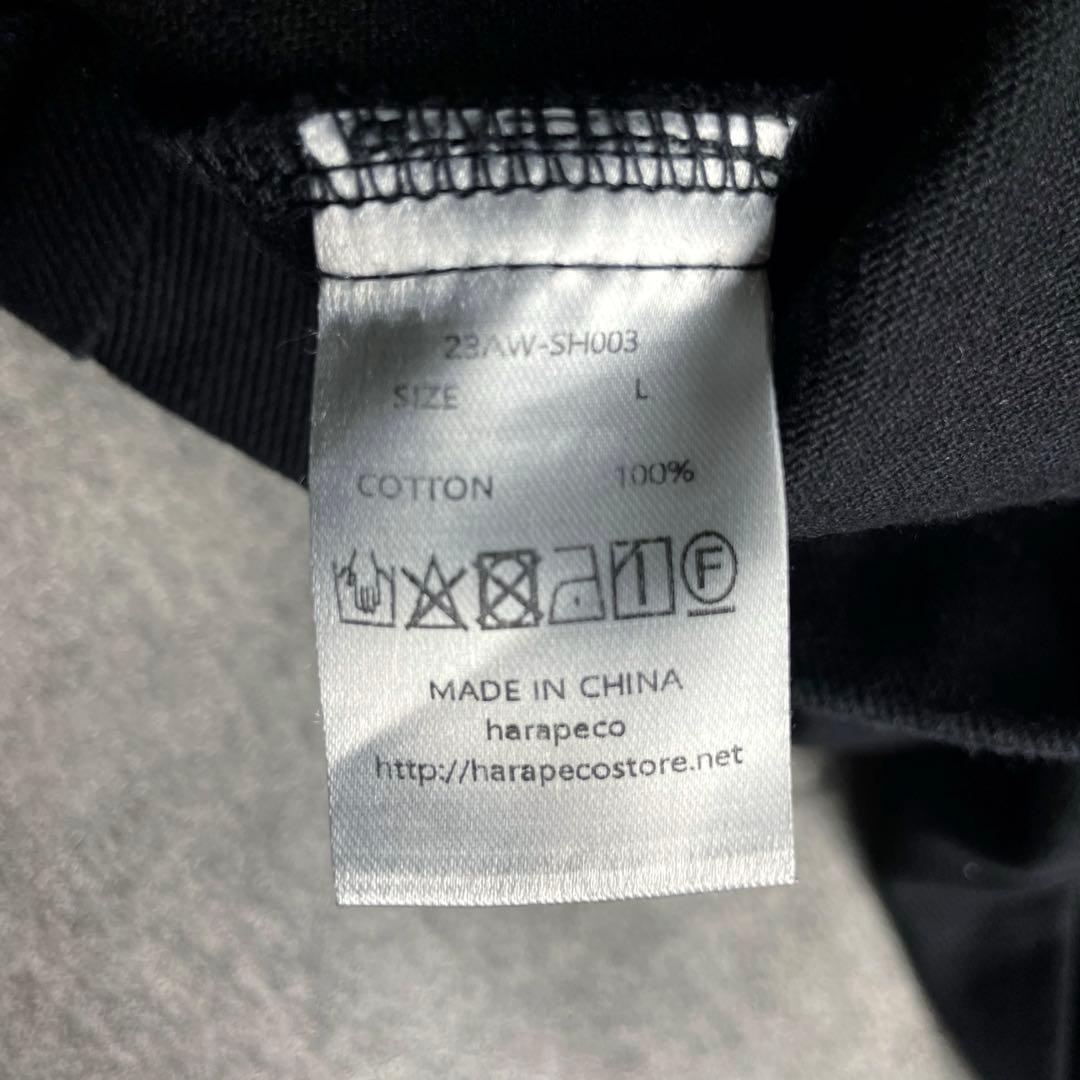 23AW-SH003
SIZE L
COTTON 100%
F
MADE IN CHINA
harapeco
http://harapecostore.net